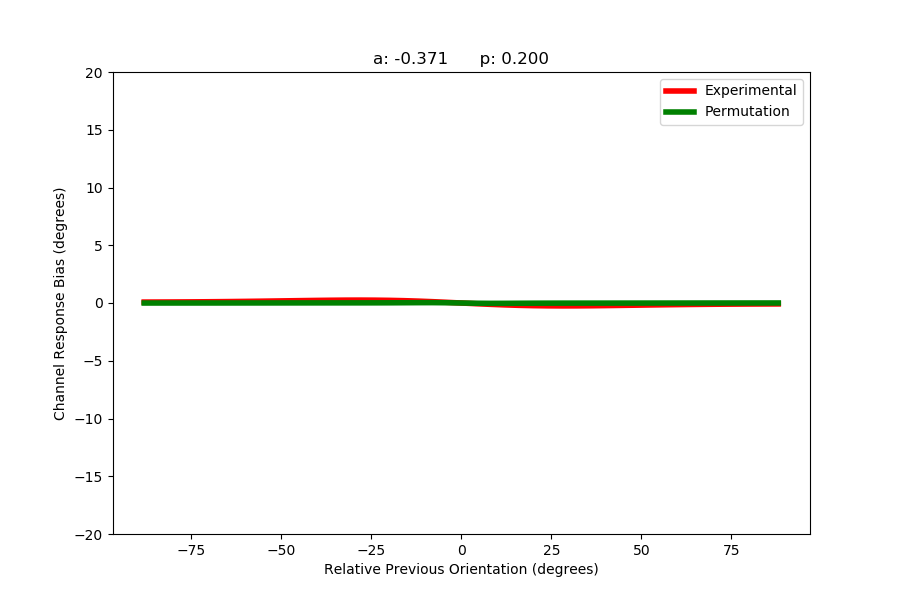 a: -0.371 p: 0.200
Experimental
Permutation
20
15
10
5
0
−5
−10
−15
−20
Channel Response Bias (degrees)
−75 −50 −25 0 25 50 75
Relative Previous Orientation (degrees)